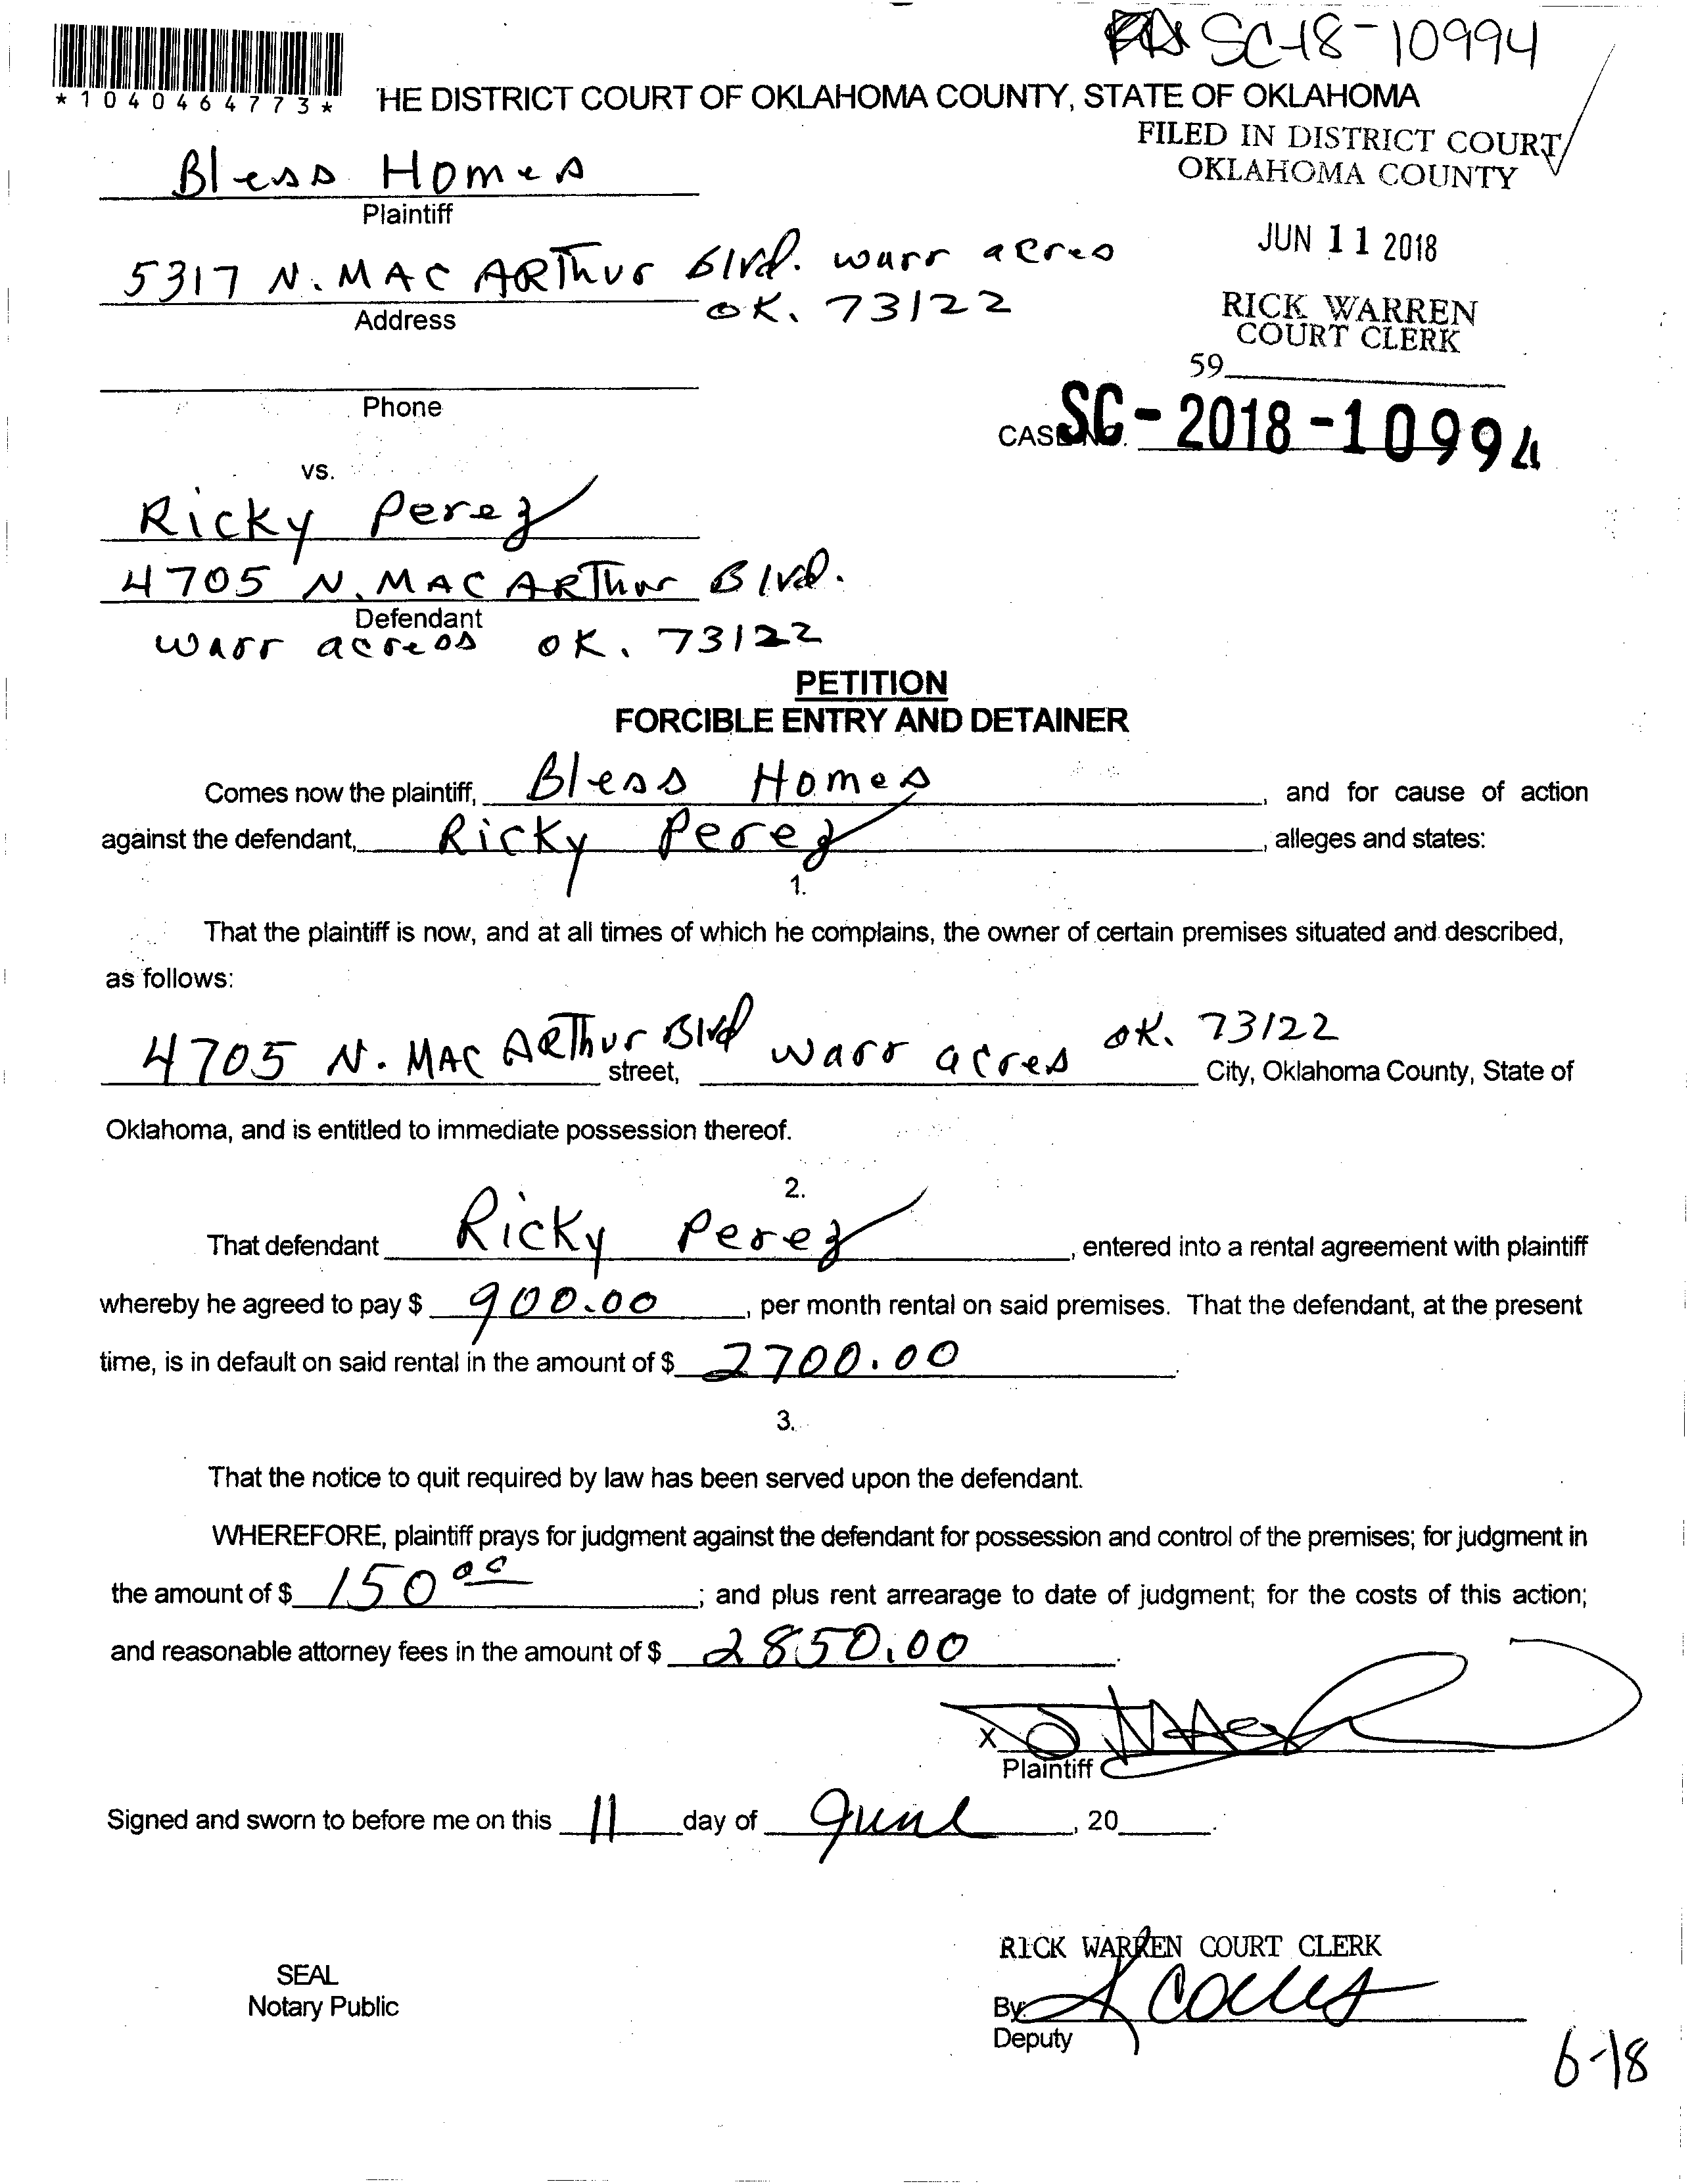 SC-18-10994
*1040464773*
HE DISTRICT COURT OF OKLAHOMA COUNTY, STATE OF OKLAHOMA
FILED IN DISTRICT COURT
OKLAHOMA COUNTY
Bless Homes
Plaintiff
JUN 11 2018
5317 N. MAC ARThur Blvd. warr acres
OK. 73122
Address
RICK WARREN
COURT CLERK
59
Phone
CASE NO. SC-2018-10994
vs.
Ricky Perez
4705 N. MAC ARThur Blvd.
Defendant
warr acreos OK. 73122
PETITION
FORCIBLE ENTRY AND DETAINER
Comes now the plaintiff, Bless Homes, and for cause of action
against the defendant, Ricky Perez, alleges and states:
1.
That the plaintiff is now, and at all times of which he complains, the owner of certain premises situated and described,
as follows:
4705 N. MAC ARThur Blvd street, warr acres OK. 73122 City, Oklahoma County, State of
Oklahoma, and is entitled to immediate possession thereof.
2.
That defendant Ricky Perez, entered into a rental agreement with plaintiff
whereby he agreed to pay $ 900.00, per month rental on said premises. That the defendant, at the present
time, is in default on said rental in the amount of $ 2700.00.
3.
That the notice to quit required by law has been served upon the defendant.
WHEREFORE, plaintiff prays for judgment against the defendant for possession and control of the premises; for judgment in
the amount of $ 150 00; and plus rent arrearage to date of judgment; for the costs of this action;
and reasonable attorney fees in the amount of $ 2850.00.
X
Plaintiff
Signed and sworn to before me on this 11 day of June, 20.
RICK WARREN COURT CLERK
SEAL
Notary Public
By:
Deputy
6-18